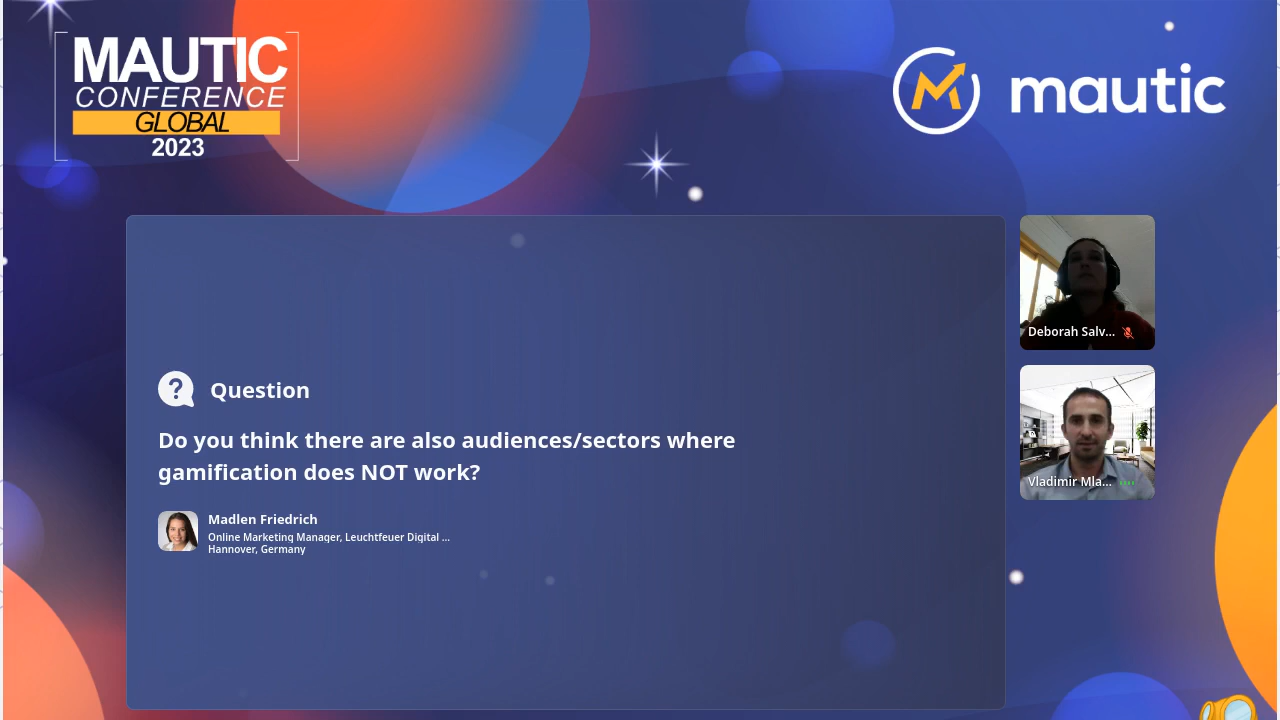 MAUTIC
CONFERENCE
GLOBAL
2023
mautic
Question
Do you think there are also audiences/sectors where
gamification does NOT work?
Madlen Friedrich
Online Marketing Manager, Leuchtfeuer Digital ...
Hannover, Germany
Deborah Salv...
Vladimir Mla...